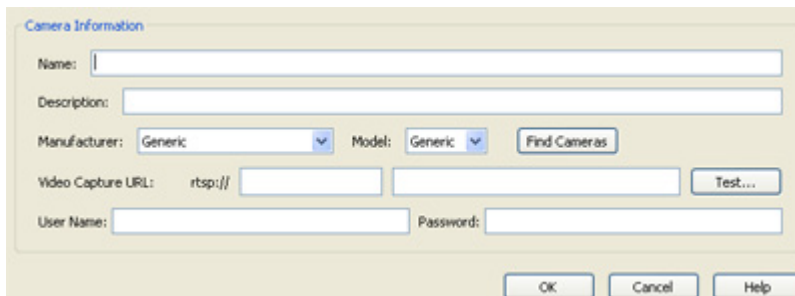 Camera Information
Name:
Description:
Manufacturer: Generic Model: Generic Find Cameras
Video Capture URL: rtsp:// Test...
User Name: Password:
OK Cancel Help